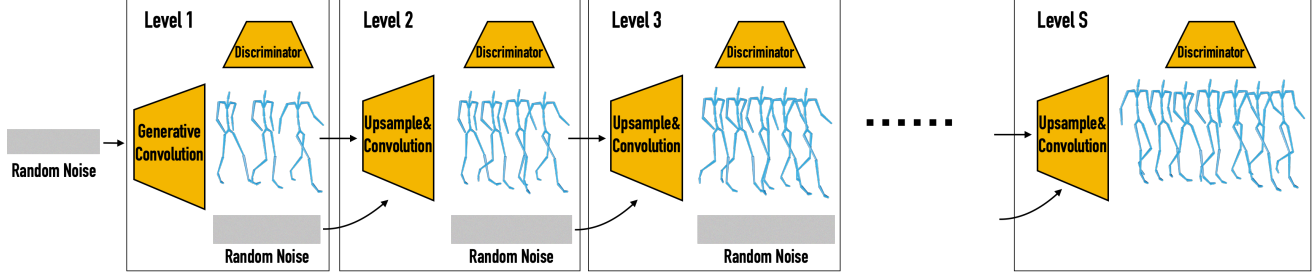 Level 1
Level 2
Level 3
Level S
Discriminator
Discriminator
Discriminator
Discriminator
Generative
Convolution
Upsample&
Convolution
Upsample&
Convolution
Upsample&
Convolution
Random Noise
Random Noise
Random Noise
Random Noise